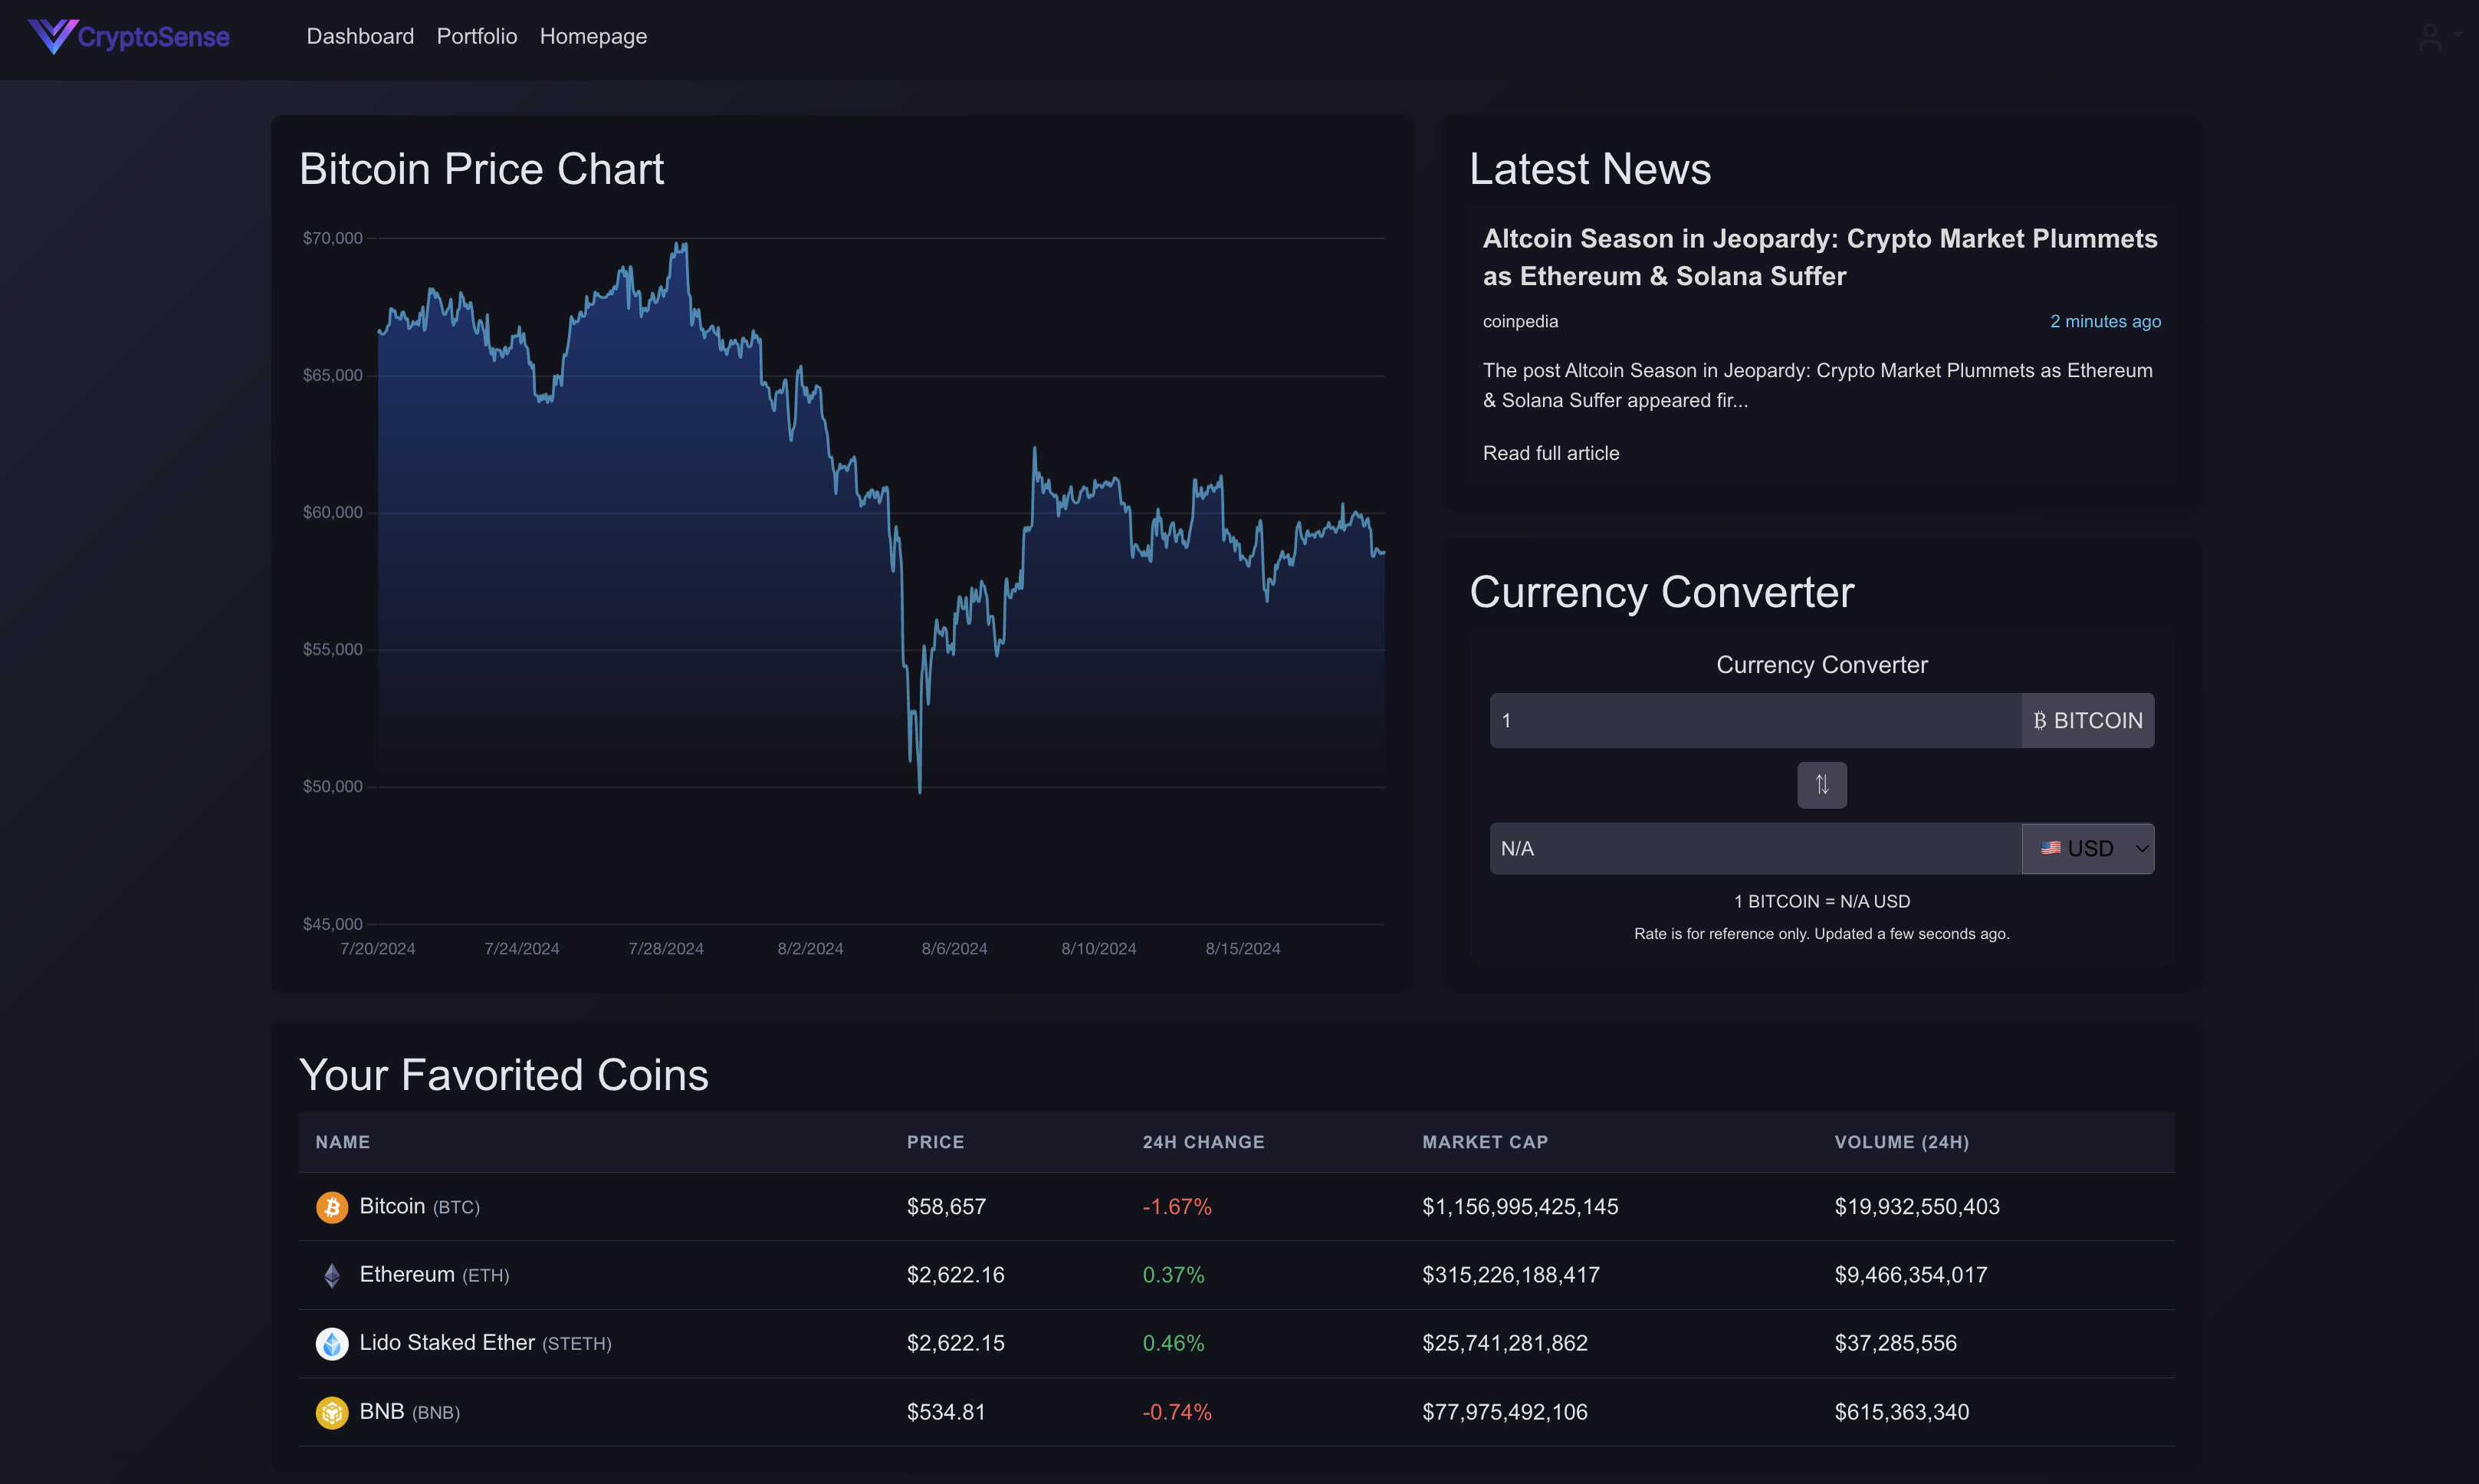 CryptoSense
Dashboard Portfolio Homepage
Bitcoin Price Chart
$70,000
$65,000
$60,000
$55,000
$50,000
$45,000
7/20/2024 7/24/2024 7/28/2024 8/2/2024 8/6/2024 8/10/2024 8/15/2024
Latest News
Altcoin Season in Jeopardy: Crypto Market Plummets
as Ethereum & Solana Suffer
coinpedia 2 minutes ago
The post Altcoin Season in Jeopardy: Crypto Market Plummets as Ethereum
& Solana Suffer appeared fir...
Read full article
Currency Converter
Currency Converter
1 ₿ BITCOIN
N/A 🇺🇸 USD
1 BITCOIN = N/A USD
Rate is for reference only. Updated a few seconds ago.
Your Favorited Coins
NAME PRICE 24H CHANGE MARKET CAP VOLUME (24H)
Bitcoin (BTC) $58,657 -1.67% $1,156,995,425,145 $19,932,550,403
Ethereum (ETH) $2,622.16 0.37% $315,226,188,417 $9,466,354,017
Lido Staked Ether (STETH) $2,622.15 0.46% $25,741,281,862 $37,285,556
BNB (BNB) $534.81 -0.74% $77,975,492,106 $615,363,340